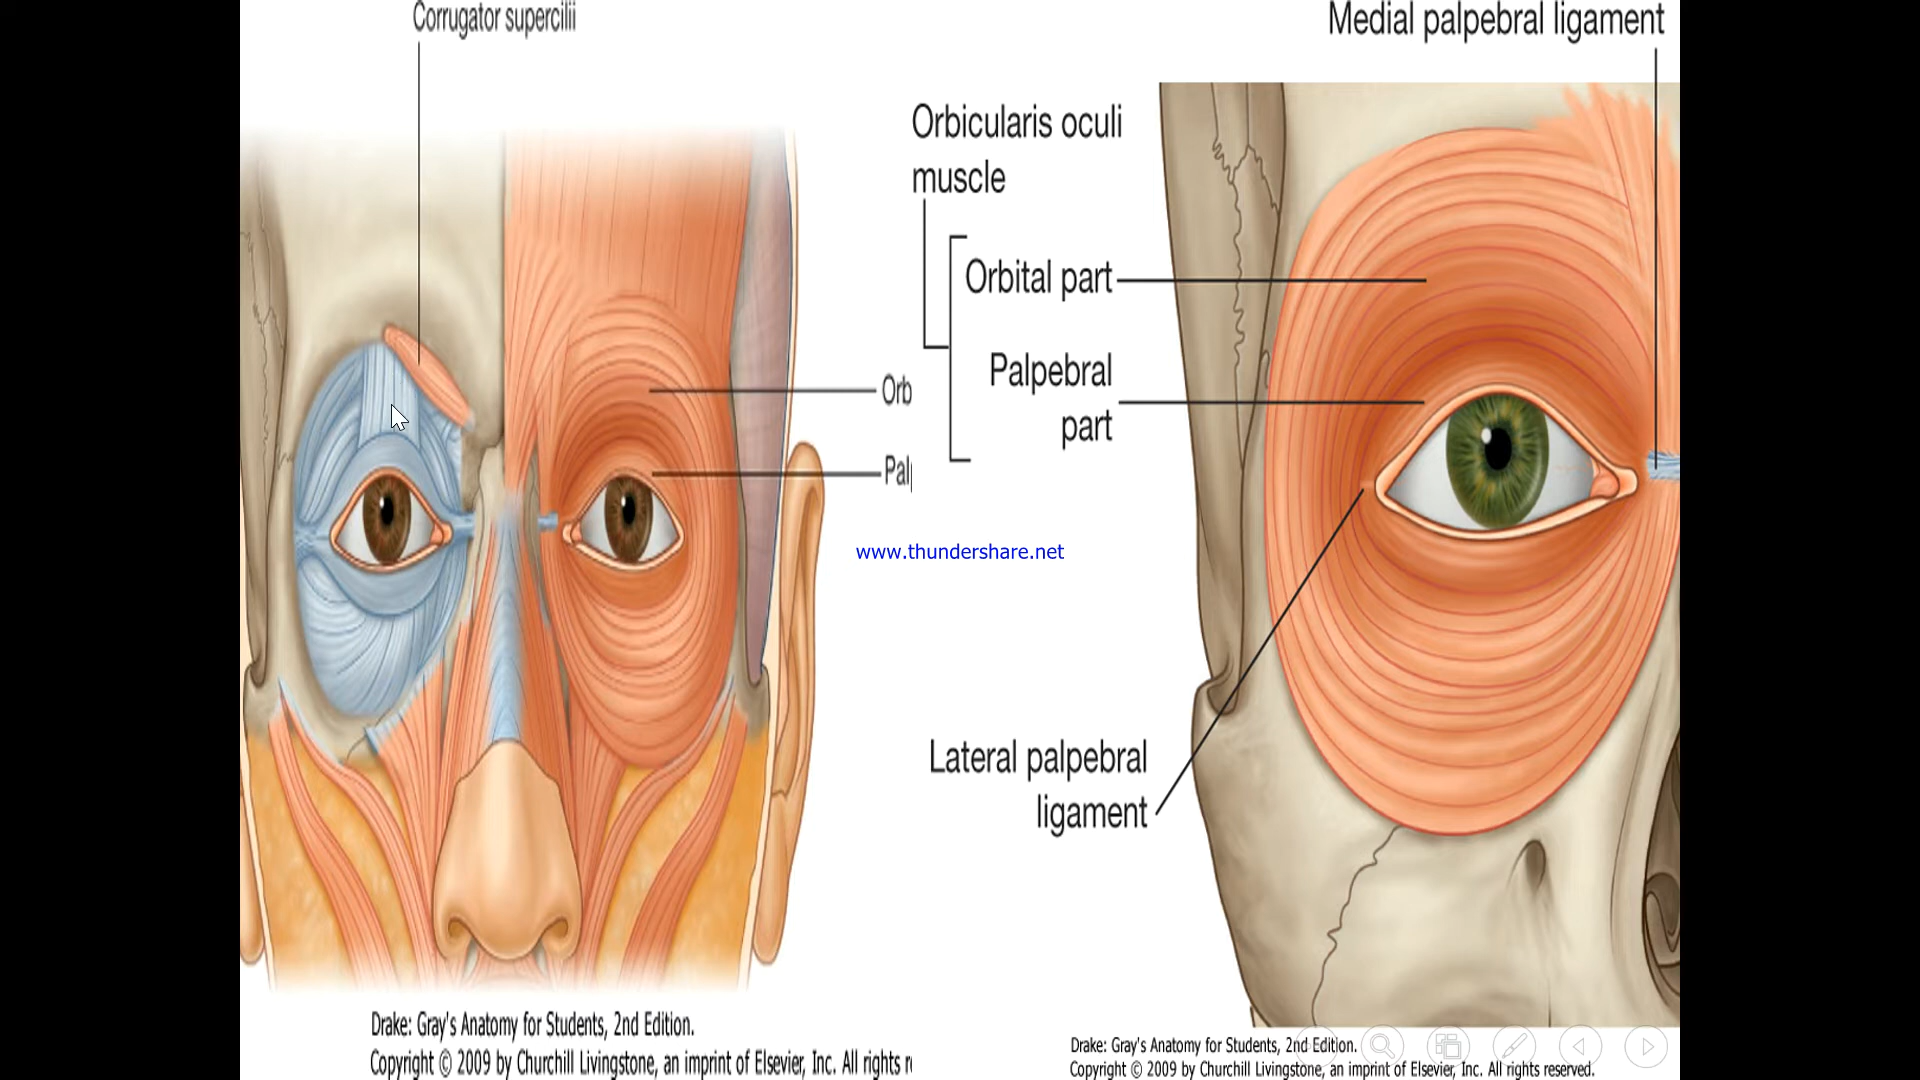 Corrugator supercilii
Orb
Pal
Drake: Gray's Anatomy for Students, 2nd Edition.
Copyright © 2009 by Churchill Livingstone, an imprint of Elsevier, Inc. All rights r
www.thundershare.net
Medial palpebral ligament
Orbicularis oculi
muscle
Orbital part
Palpebral
part
Lateral palpebral
ligament
Drake: Gray's Anatomy for Students, 2nd Edition.
Copyright © 2009 by Churchill Livingstone, an imprint of Elsevier, Inc. All rights reserved.